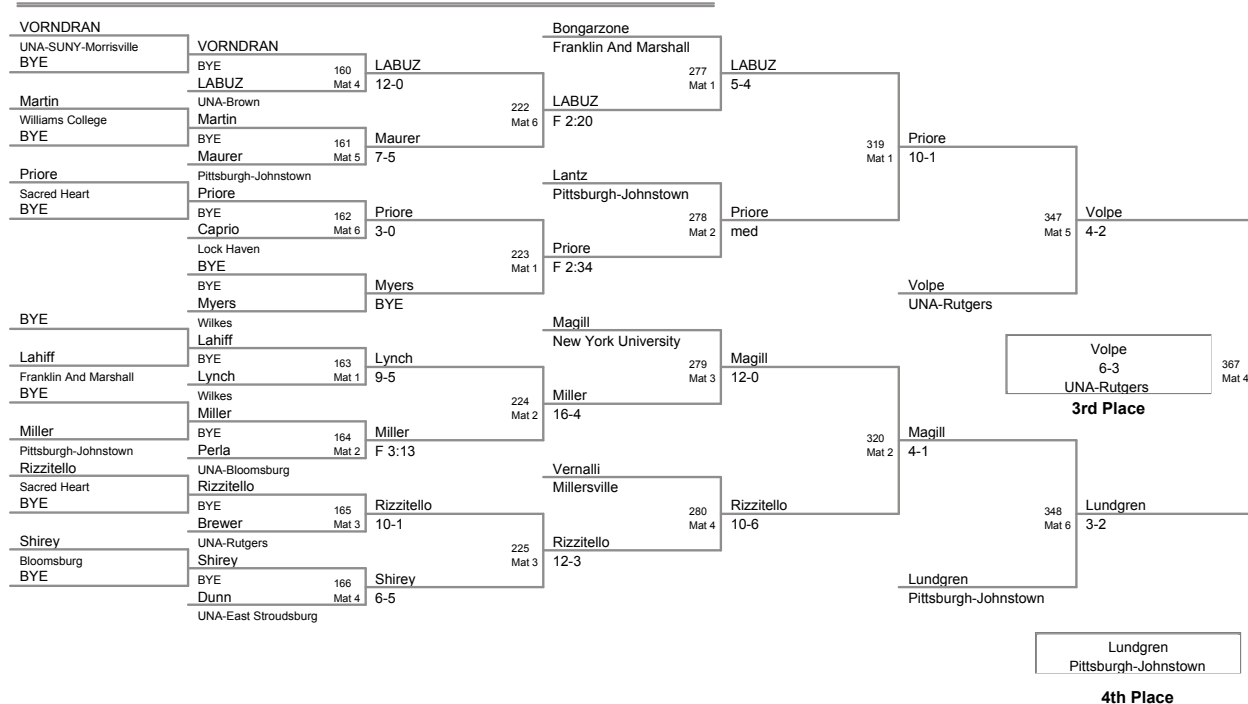 VORNDRAN
UNA-SUNY-Morrisville
BYE
Martin
Williams College
BYE
Priore
Sacred Heart
BYE
BYE
Lahiff
Franklin And Marshall
BYE
Miller
Pittsburgh-Johnstown
Rizzitello
Sacred Heart
BYE
Shirey
Bloomsburg
BYE
VORNDRAN
BYE
160
Mat 4
LABUZ
UNA-Brown
Martin
BYE
161
Mat 5
Maurer
Pittsburgh-Johnstown
Priore
BYE
162
Mat 6
Caprio
Lock Haven
BYE
BYE
Myers
Wilkes
Lahiff
BYE
163
Mat 1
Lynch
Wilkes
Miller
BYE
164
Mat 2
Perla
UNA-Bloomsburg
Rizzitello
BYE
165
Mat 3
Brewer
UNA-Rutgers
Shirey
BYE
166
Mat 4
Dunn
UNA-East Stroudsburg
LABUZ
12-0
222
Mat 6
Maurer
7-5
Priore
3-0
223
Mat 1
Myers
BYE
Lynch
9-5
224
Mat 2
Miller
F 3:13
Rizzitello
10-1
225
Mat 3
Shirey
6-5
Bongarzone
Franklin And Marshall
277
Mat 1
LABUZ
F 2:20
Lantz
Pittsburgh-Johnstown
278
Mat 2
Priore
F 2:34
Magill
New York University
279
Mat 3
Miller
16-4
Vernalli
Millersville
280
Mat 4
Rizzitello
12-3
LABUZ
5-4
319
Mat 1
Priore
med
Magill
12-0
320
Mat 2
Rizzitello
10-6
Priore
10-1
347
Mat 5
Volpe
UNA-Rutgers
Magill
4-1
348
Mat 6
Lundgren
Pittsburgh-Johnstown
Volpe
4-2
Volpe
6-3
UNA-Rutgers
367
Mat 4
3rd Place
Lundgren
3-2
Lundgren
Pittsburgh-Johnstown
4th Place